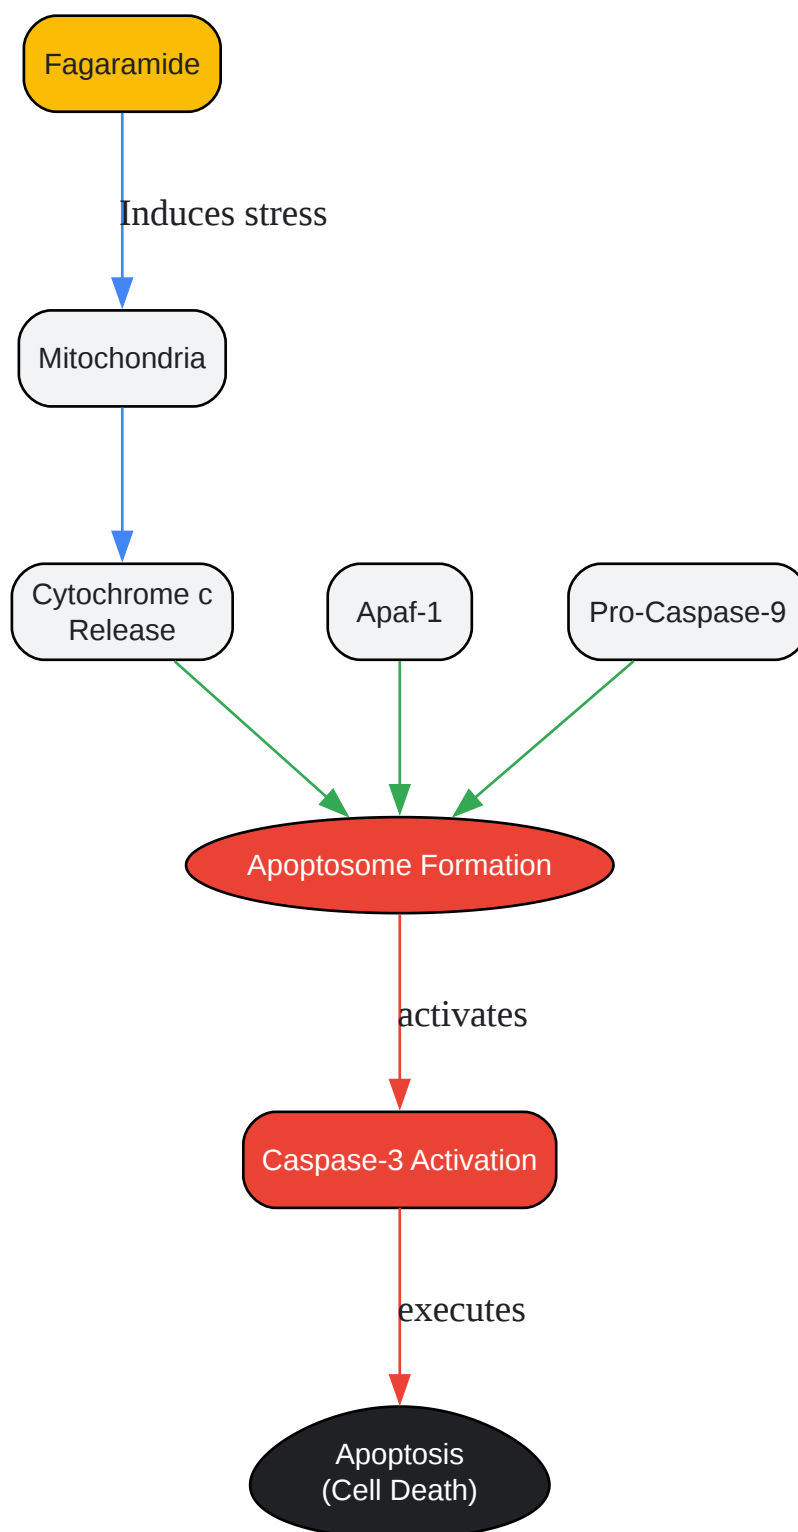 Fagaramide
Induces stress
Mitochondria
Cytochrome c
Release
Apaf-1
Pro-Caspase-9
Apoptosome Formation
activates
Caspase-3 Activation
executes
Apoptosis
(Cell Death)